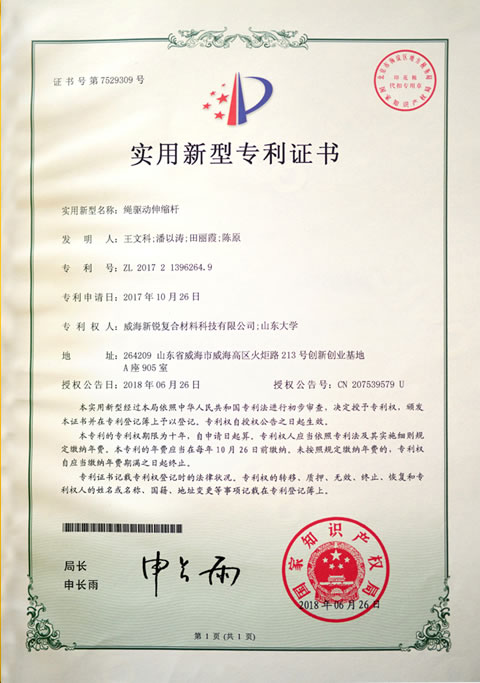 证书号第7529309号
实用新型专利证书
实用新型名称：绳驱动伸缩杆
发明人：王文科;潘以涛;田丽霞;陈原
专利号：ZL 2017 2 1396264.9
专利申请日：2017年10月26日
专利权人：威海新锐复合材料科技有限公司;山东大学
地址：264209 山东省威海市威海高区火炬路213号创新创业基地
A座905室
授权公告日：2018年06月26日 授权公告号：CN 207539579 U
本实用新型经过本局依照中华人民共和国专利法进行初步审查，决定授予专利权，颁发
本证书并在专利登记簿上予以登记。专利权自授权公告之日起生效。
本专利的专利权期限为十年，自申请日起算。专利权人应当依照专利法及其实施细则规
定缴纳年费。本专利的年费应当在每年10月26日前缴纳。未按照规定缴纳年费的，专利权
自应当缴纳年费期满之日起终止。
专利证书记载专利权登记时的法律状况。专利权的转移、质押、无效、终止、恢复和专
利权人的姓名或名称、国籍、地址变更等事项记载在专利登记簿上。
局长
申长雨
申长雨
国家知识产权局
2018年06月26日
第1页(共1页)